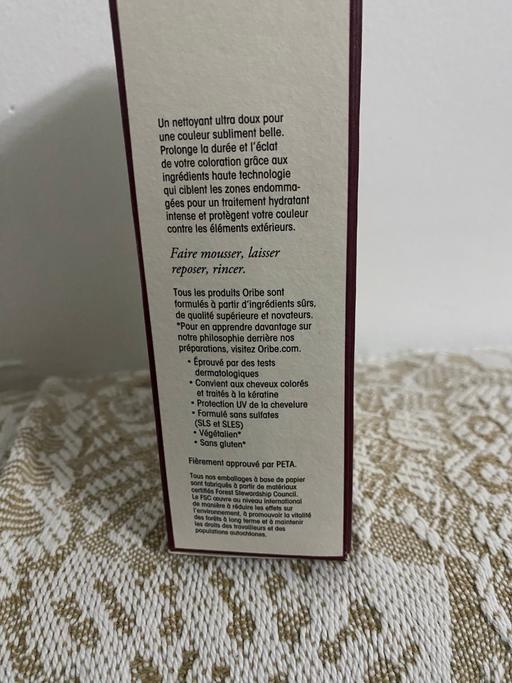 Un nettoyant ultra doux pour
une couleur subliment belle.
Prolonge la durée et l'éclat
de votre coloration grâce aux
ingrédients haute technologie
qui ciblent les zones endomma-
gées pour un traitement hydratant
intense et protègent votre couleur
contre les éléments extérieurs.
Faire mousser, laisser
reposer, rincer.
Tous les produits Oribe sont
formulés à partir d'ingrédients sûrs,
de qualité supérieure et novateurs.
*Pour en apprendre davantage sur
notre philosophie derrière nos
préparations, visitez Oribe.com.
• Éprouvé par des tests
dermatologiques
• Convient aux cheveux colorés
et traités à la kératine
• Protection UV de la chevelure
• Formulé sans sulfates
(SLS et SLES)
• Végétalien*
• Sans gluten*
Fièrement approuvé par PETA.
Tous nos emballages à base de papier
sont fabriqués à partir de matériaux
certifiés Forest Stewardship Council.
Le FSC œuvre au niveau international
de manière à réduire les effets sur
l'environnement, à promouvoir la vitalité
des forêts à long terme et à maintenir
les droits des travailleurs et des
populations autochtones.